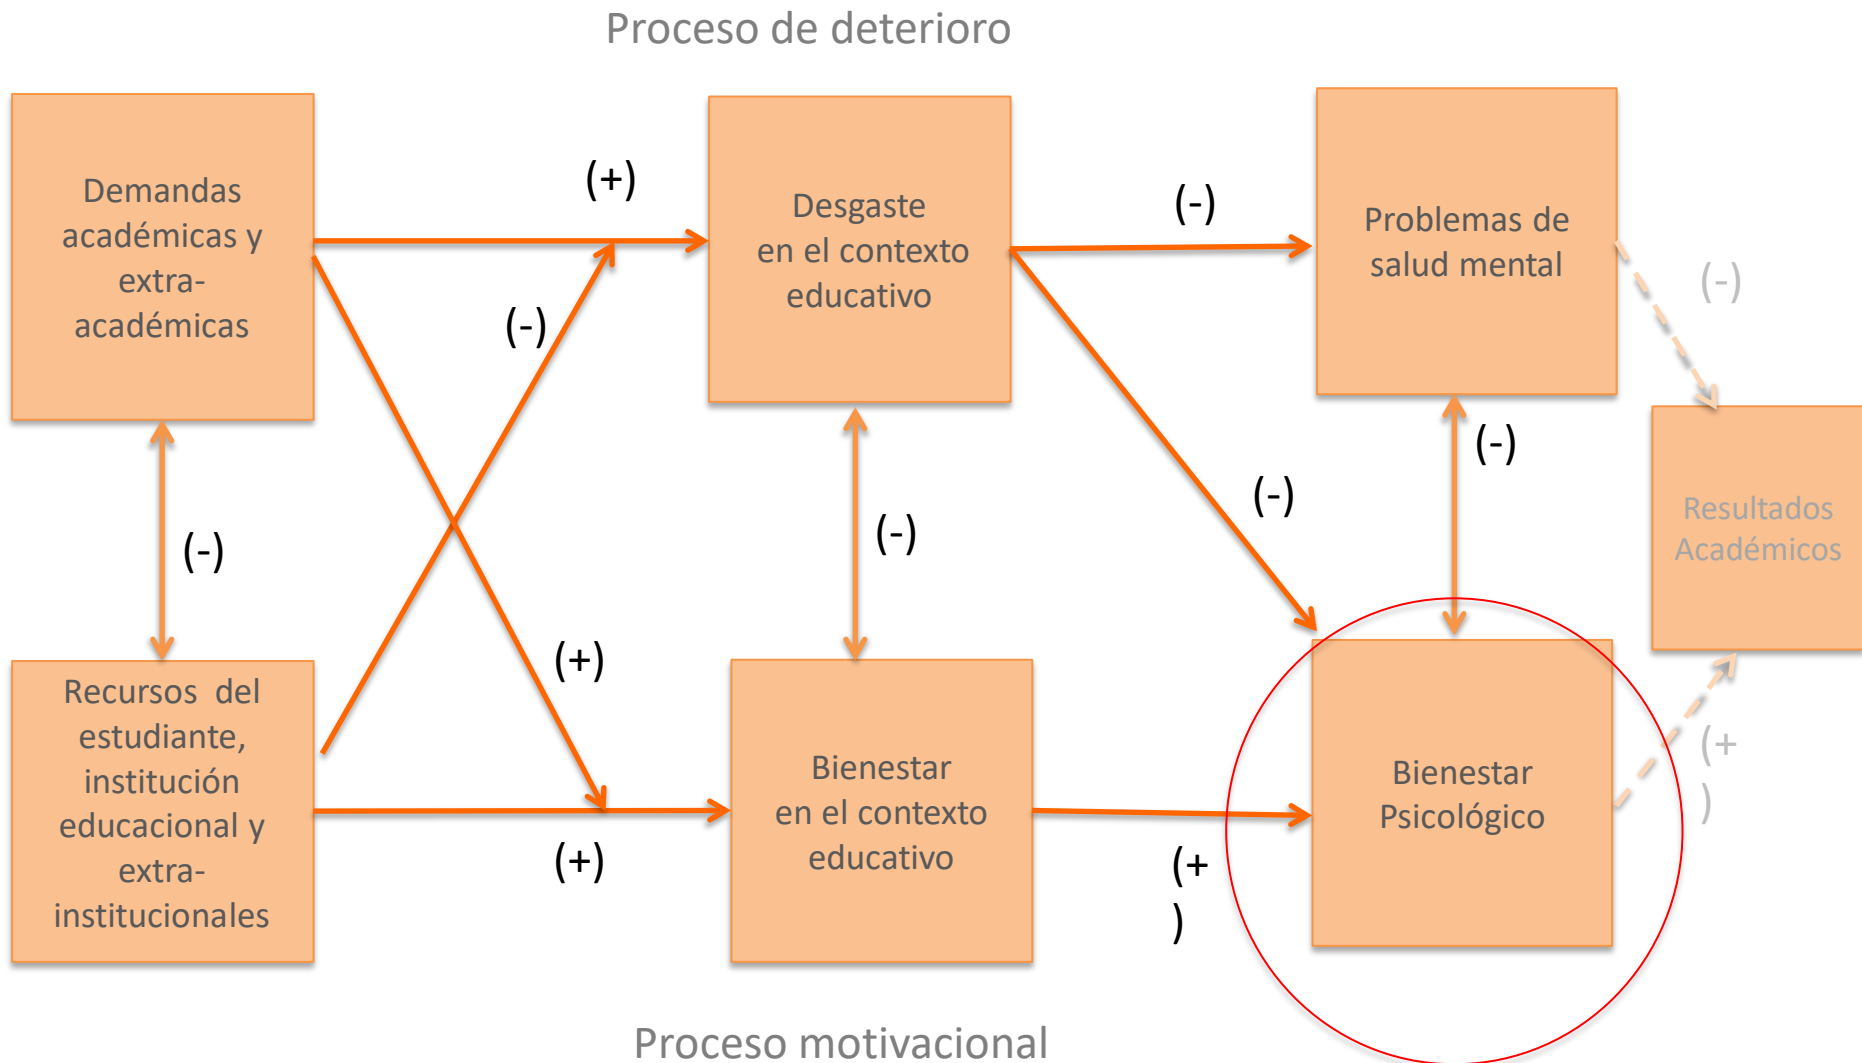 Proceso de deterioro
Demandas
académicas y
extra-
académicas
(+)
Desgaste
en el contexto
educativo
(-)
Problemas de
salud mental
(-)
(-)
(-)
(-)
(-)
(-)
Resultados
Académicos
(+)
Recursos del
estudiante,
institución
educacional y
extra-
institucionales
(+)
Bienestar
en el contexto
educativo
(+
)
Bienestar
Psicológico
(+
)
Proceso motivacional